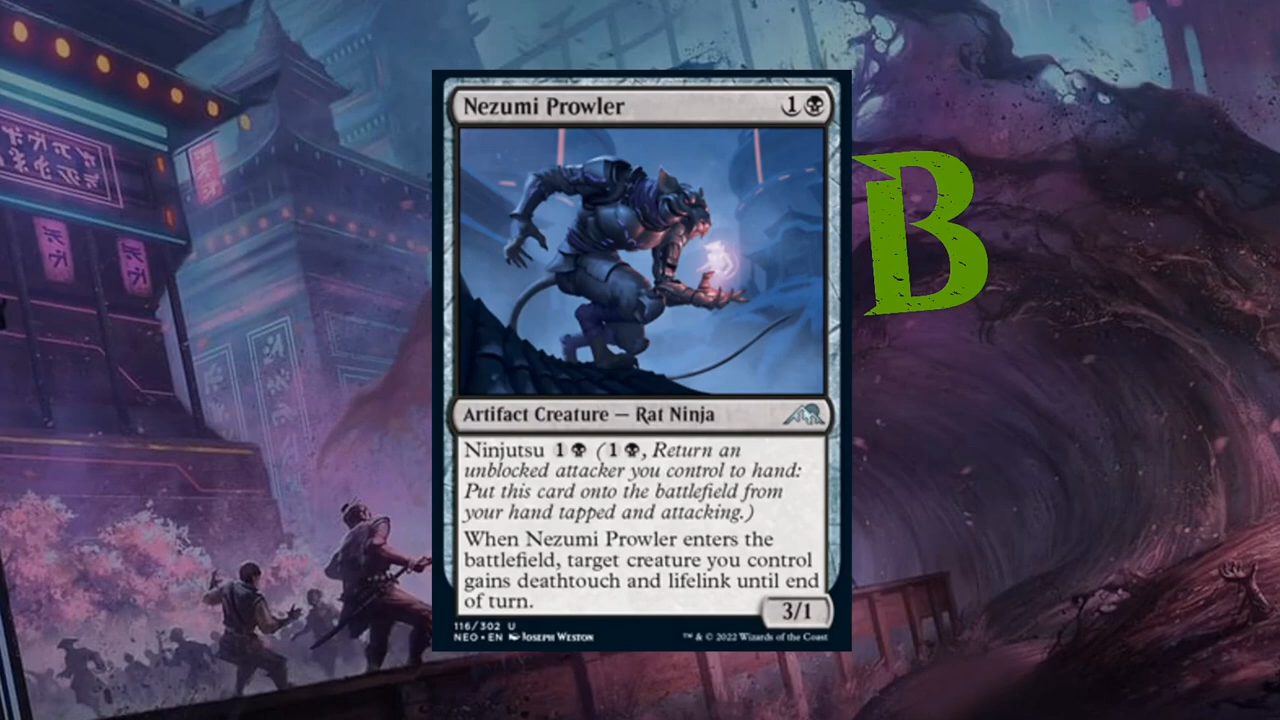 Nezumi Prowler 1
B
Artifact Creature — Rat Ninja
Ninjutsu 1 (1, Return an
unblocked attacker you control to hand:
Put this card onto the battlefield from
your hand tapped and attacking.)
When Nezumi Prowler enters the
battlefield, target creature you control
gains deathtouch and lifelink until end
of turn.
3/1
116/302 U
NEO • EN Joseph Weston
™ & © 2022 Wizards of the Coast